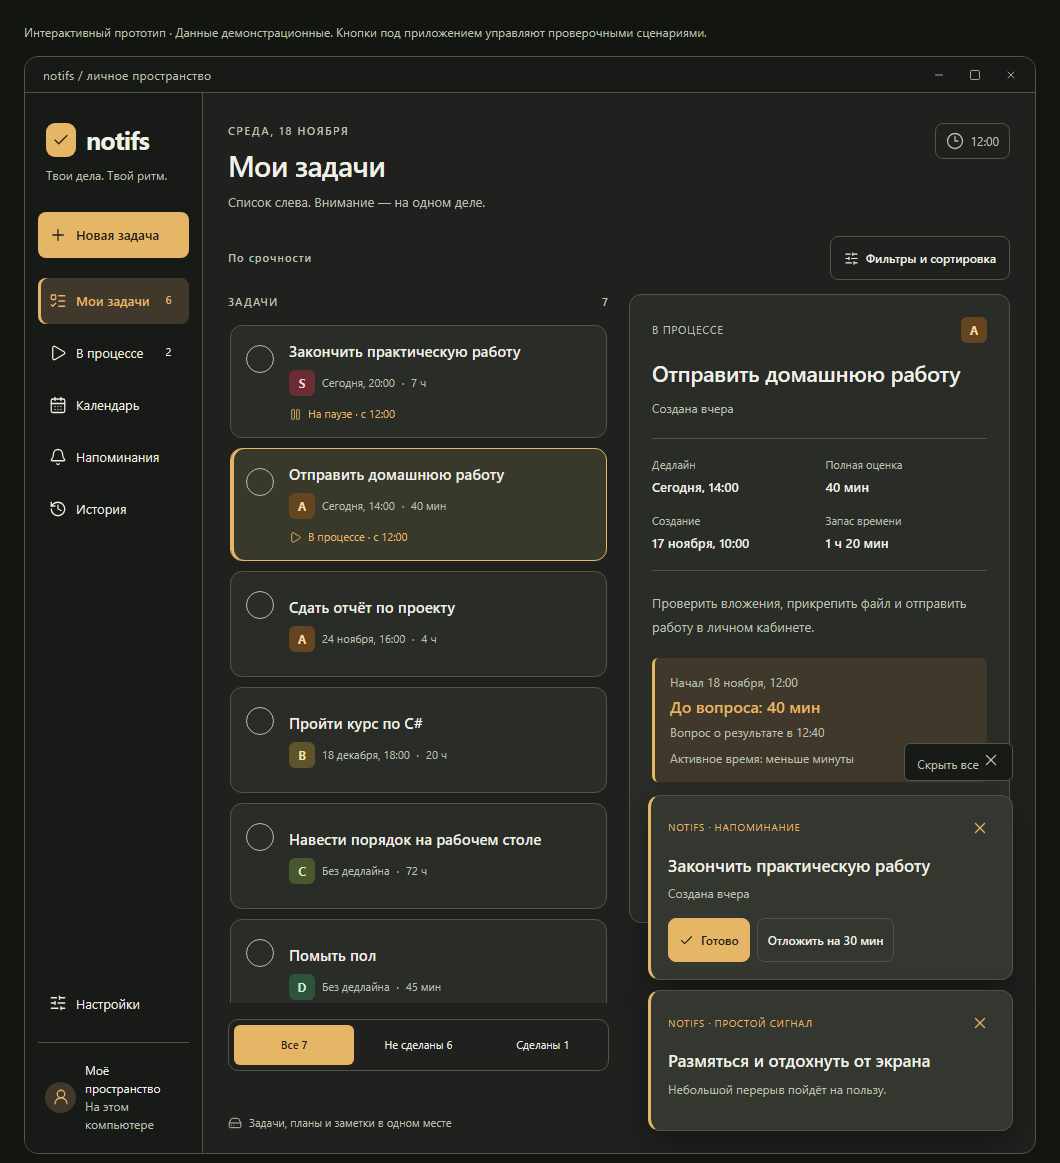 Интерактивный прототип · Данные демонстрационные. Кнопки под приложением управляют проверочными сценариями.
notifs / личное пространство
notifs
Твои дела. Твой ритм.
Новая задача
Мои задачи 6
В процессе 2
Календарь
Напоминания
История
Настройки
Моё
пространство
На этом
компьютере
СРЕДА, 18 НОЯБРЯ
Мои задачи
Список слева. Внимание — на одном деле.
12:00
По срочности
Фильтры и сортировка
ЗАДАЧИ 7
Закончить практическую работу
S Сегодня, 20:00 · 7 ч
На паузе · с 12:00
Отправить домашнюю работу
A Сегодня, 14:00 · 40 мин
В процессе · с 12:00
Сдать отчёт по проекту
A 24 ноября, 16:00 · 4 ч
Пройти курс по C#
B 18 декабря, 18:00 · 20 ч
Навести порядок на рабочем столе
C Без дедлайна · 72 ч
Помыть пол
D Без дедлайна · 45 мин
Все 7 Не сделаны 6 Сделаны 1
Задачи, планы и заметки в одном месте
В ПРОЦЕССЕ A
Отправить домашнюю работу
Создана вчера
Дедлайн Полная оценка
Сегодня, 14:00 40 мин
Создание Запас времени
17 ноября, 10:00 1 ч 20 мин
Проверить вложения, прикрепить файл и отправить
работу в личном кабинете.
Начал 18 ноября, 12:00
До вопроса: 40 мин
Вопрос о результате в 12:40
Активное время: меньше минуты
Скрыть все
NOTIFS · НАПОМИНАНИЕ
Закончить практическую работу
Создана вчера
Готово Отложить на 30 мин
NOTIFS · ПРОСТОЙ СИГНАЛ
Размяться и отдохнуть от экрана
Небольшой перерыв пойдёт на пользу.